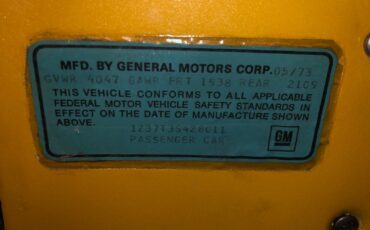 MFD. BY GENERAL MOTORS CORP. 05/73
GVWR 4047 GAWR FRT 1938 REAR 2109
THIS VEHICLE CONFORMS TO ALL APPLICABLE
FEDERAL MOTOR VEHICLE SAFETY STANDARDS IN
EFFECT ON THE DATE OF MANUFACTURE SHOWN
ABOVE.
PASSENGER CAR
GM